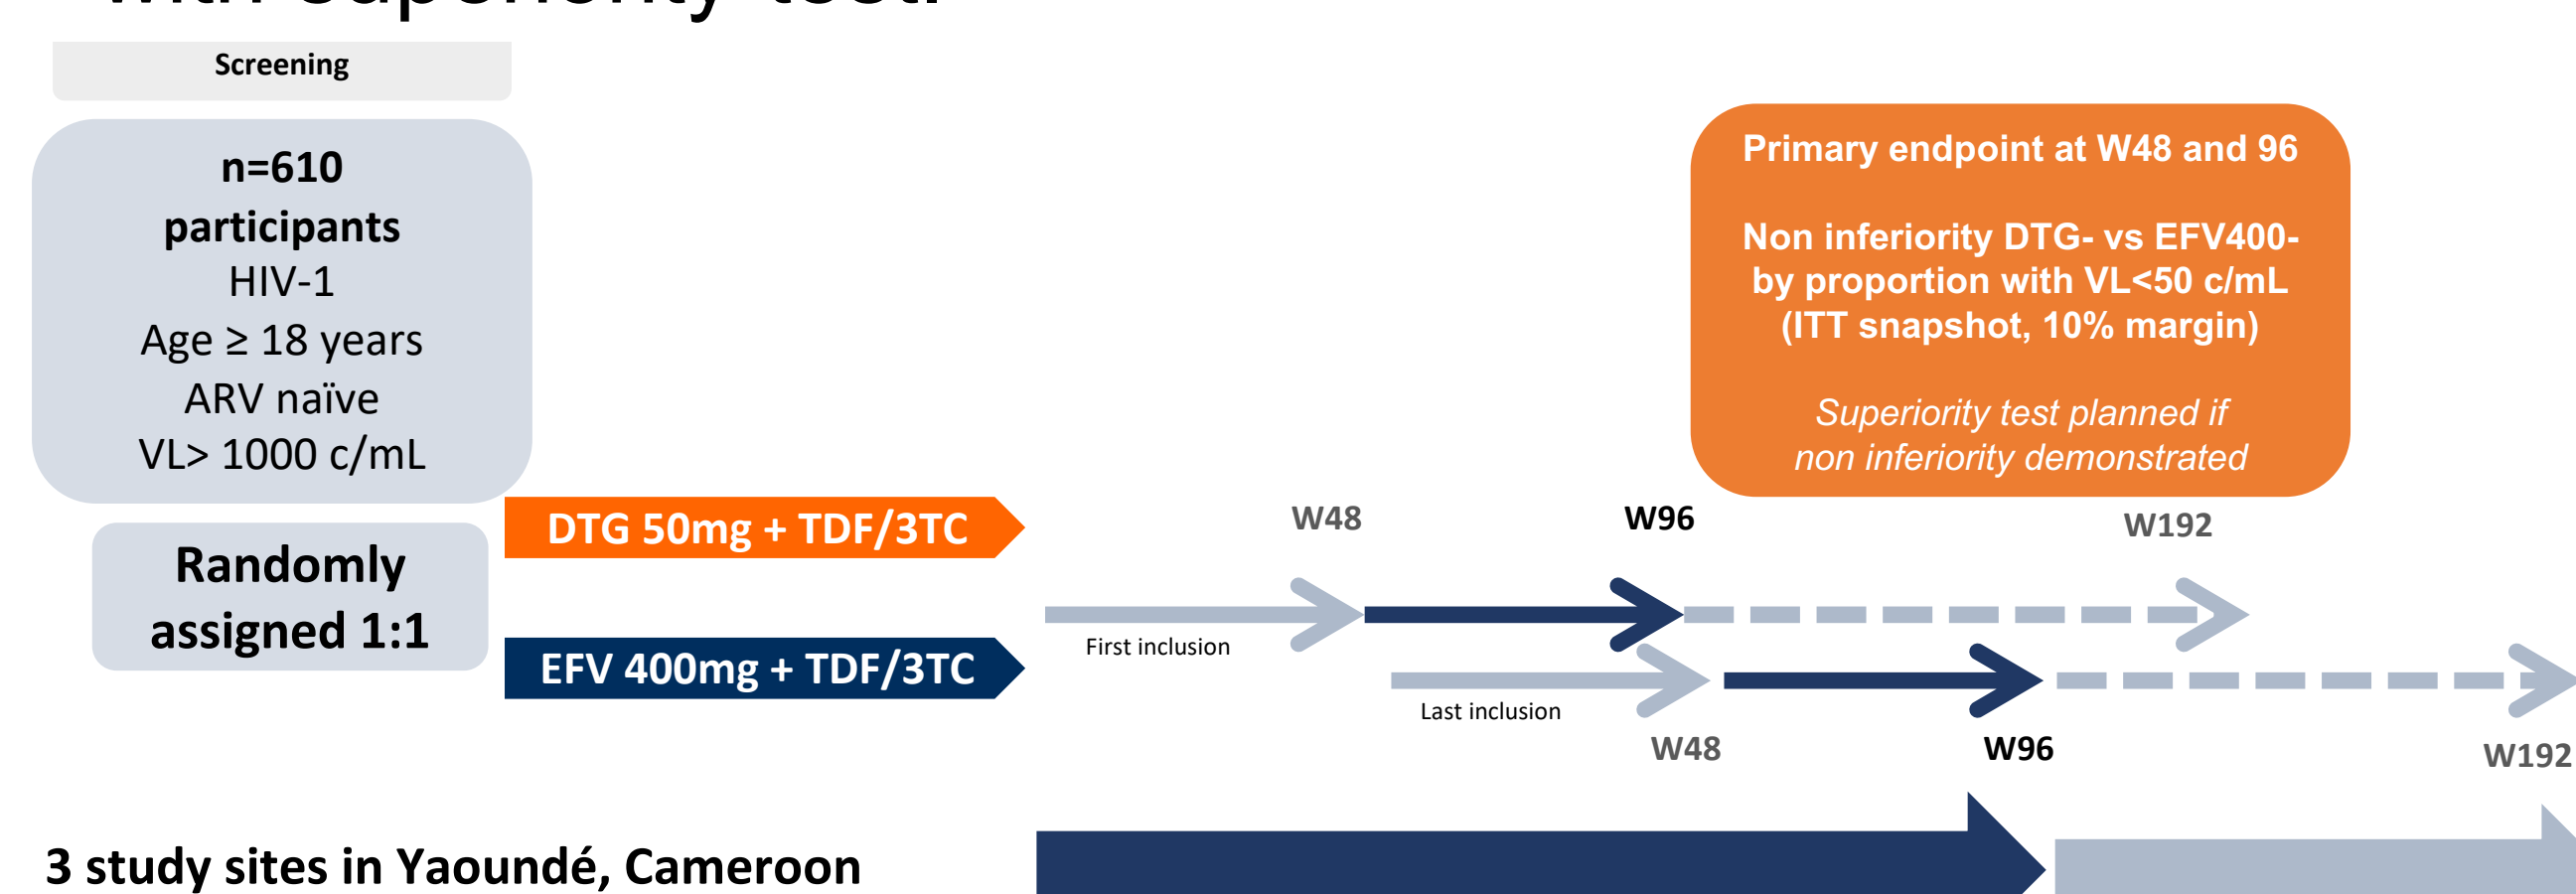 with superiority test.
Screening
n=610
participants
HIV-1
Age ≥ 18 years
ARV naïve
VL> 1000 c/mL
Randomly
assigned 1:1
DTG 50mg + TDF/3TC
EFV 400mg + TDF/3TC
Primary endpoint at W48 and 96
Non inferiority DTG- vs EFV400-
by proportion with VL<50 c/mL
(ITT snapshot, 10% margin)
Superiority test planned if
non inferiority demonstrated
W48
W96
W192
First inclusion
Last inclusion
W48
W96
W192
3 study sites in Yaoundé, Cameroon